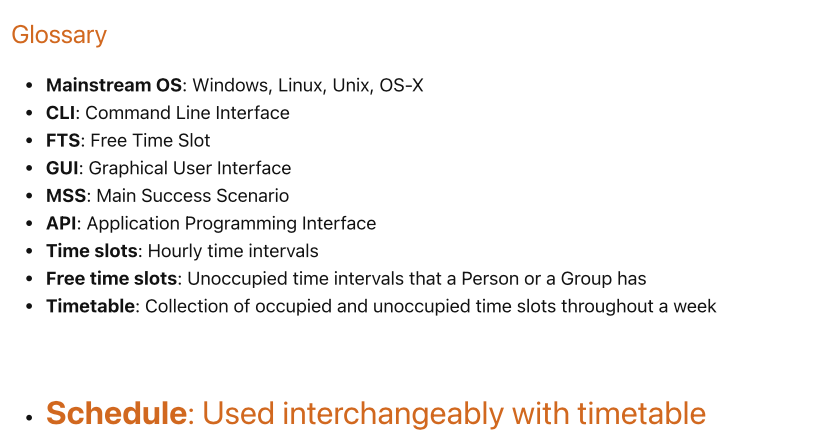 Glossary
Mainstream OS: Windows, Linux, Unix, OS-X
CLI: Command Line Interface
FTS: Free Time Slot
GUI: Graphical User Interface
MSS: Main Success Scenario
API: Application Programming Interface
Time slots: Hourly time intervals
Free time slots: Unoccupied time intervals that a Person or a Group has
Timetable: Collection of occupied and unoccupied time slots throughout a week
Schedule: Used interchangeably with timetable